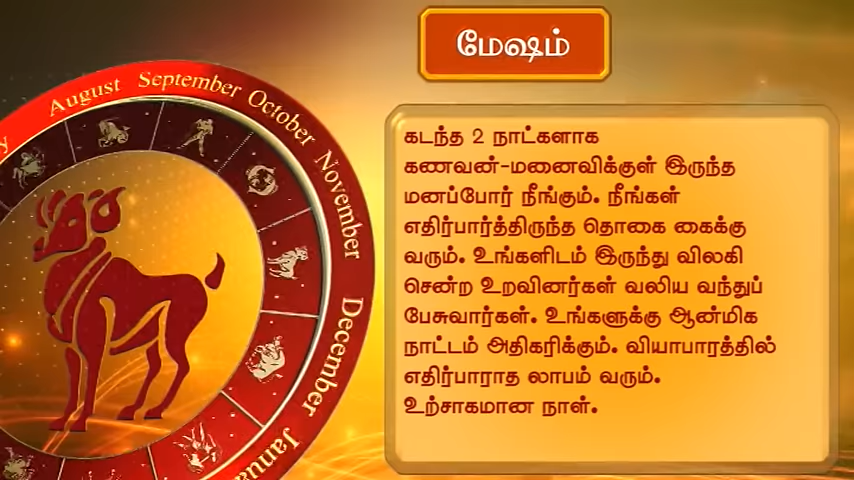 மேஷம்
கடந்த 2 நாட்களாக
கணவன்-மனைவிக்குள் இருந்த
மனப்போர் நீங்கும். நீங்கள்
எதிர்பார்த்திருந்த தொகை கைக்கு
வரும். உங்களிடம் இருந்து விலகி
சென்ற உறவினர்கள் வலிய வந்துப்
பேசுவார்கள். உங்களுக்கு ஆன்மிக
நாட்டம் அதிகரிக்கும். வியாபாரத்தில்
எதிர்பாராத லாபம் வரும்.
உற்சாகமான நாள்.
August
September
October
November
December